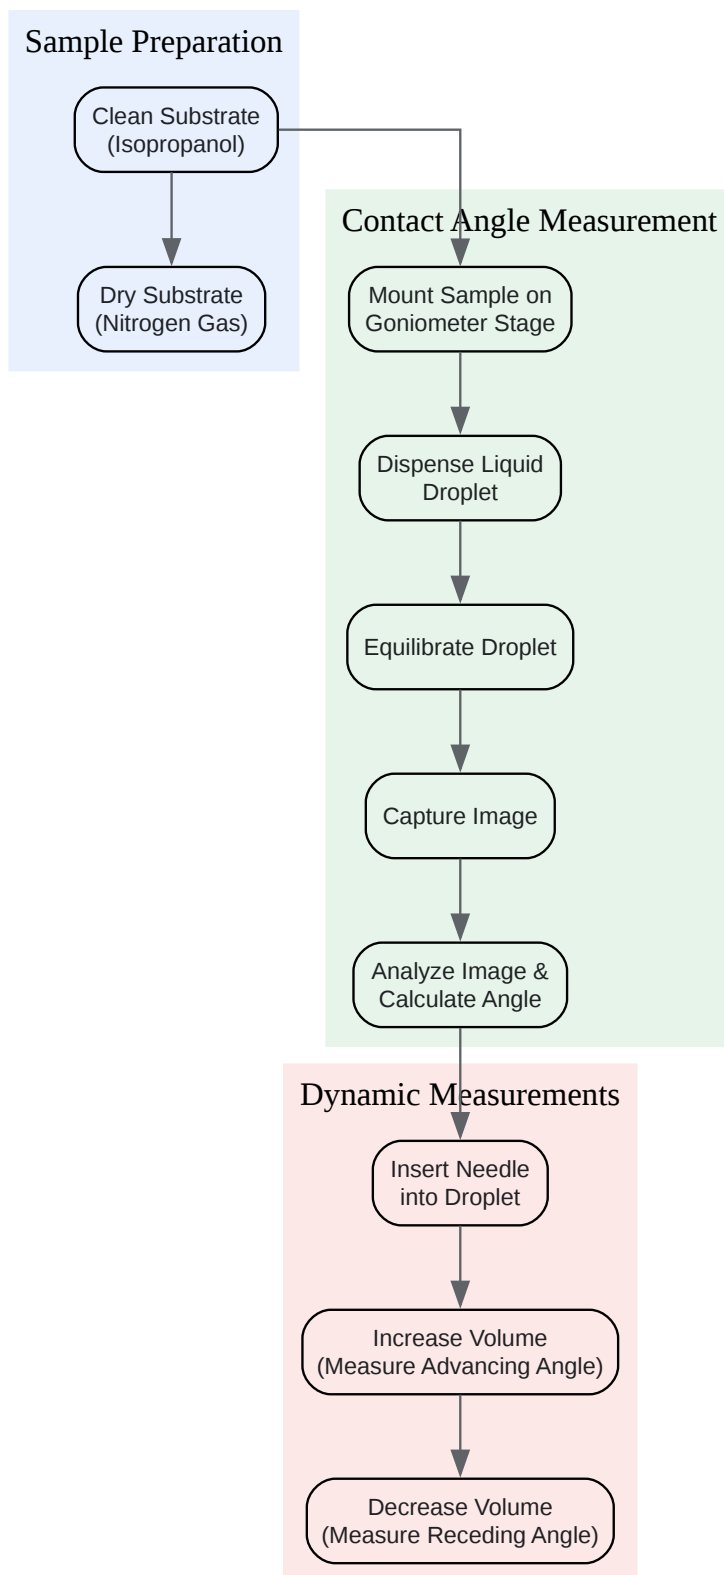 Sample Preparation
Clean Substrate
(Isopropanol)
Dry Substrate
(Nitrogen Gas)
Contact Angle Measurement
Mount Sample on
Goniometer Stage
Dispense Liquid
Droplet
Equilibrate Droplet
Capture Image
Analyze Image &
Calculate Angle
Dynamic Measurements
Insert Needle
into Droplet
Increase Volume
(Measure Advancing Angle)
Decrease Volume
(Measure Receding Angle)